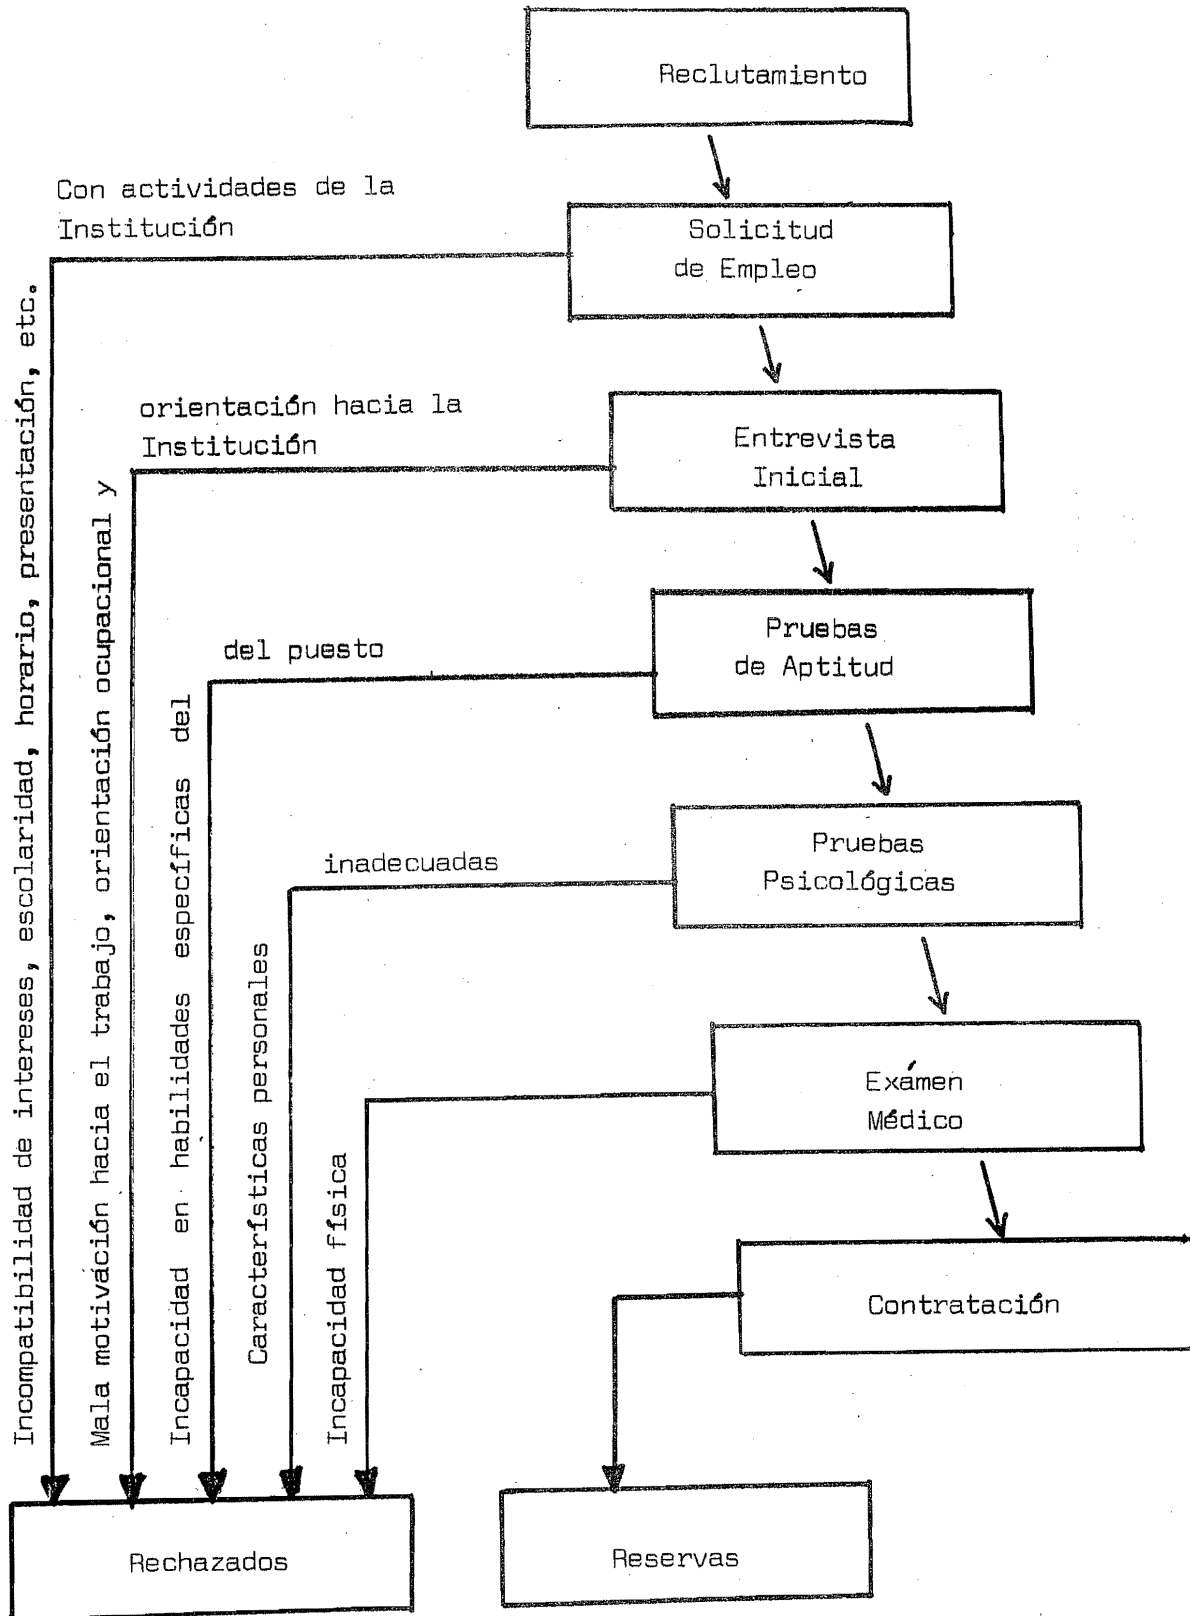 Reclutamiento
Con actividades de la
Institución
Solicitud
de Empleo
Incompatibilidad de intereses, escolaridad, horario, presentación, etc.
orientación hacia la
Institución
Entrevista
Inicial
Mala motivación hacia el trabajo, orientación ocupacional y
del puesto
Pruebas
de Aptitud
Incapacidad en habilidades específicas del
inadecuadas
Pruebas
Psicológicas
Características personales
Exámen
Médico
Incapacidad física
Contratación
Rechazados
Reservas